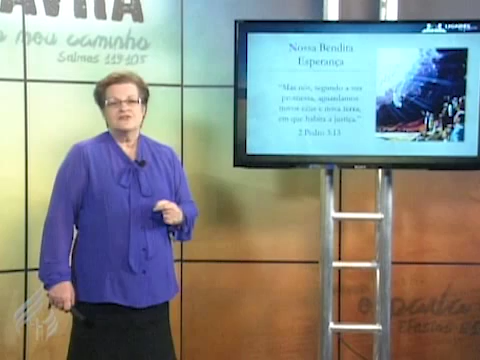 AVITA
meu caminho
Salmos 119:105
Nossa Bendita
Esperança
"Mas nós, segundo a sua
promessa, aguardamos
novos céus e nova terra,
em que habita a justiça."
2 Pedro 3:13